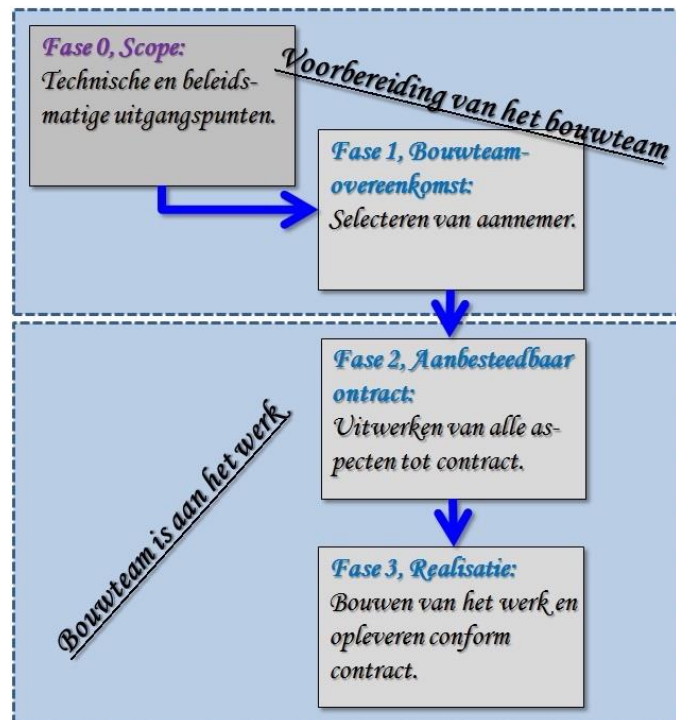 Fase 0, Scope:
Technische en beleids-
matige uitgangspunten.
Voorbereiding van het bouwteam
Fase 1, Bouwteam-
overeenkomst:
Selecteren van aannemer.
Fase 2, Aanbesteedbaar
ontract:
Uitwerken van alle as-
pecten tot contract.
Bouwteam is aan het werk
Fase 3, Realisatie:
Bouwen van het werk en
opleveren conform
contract.